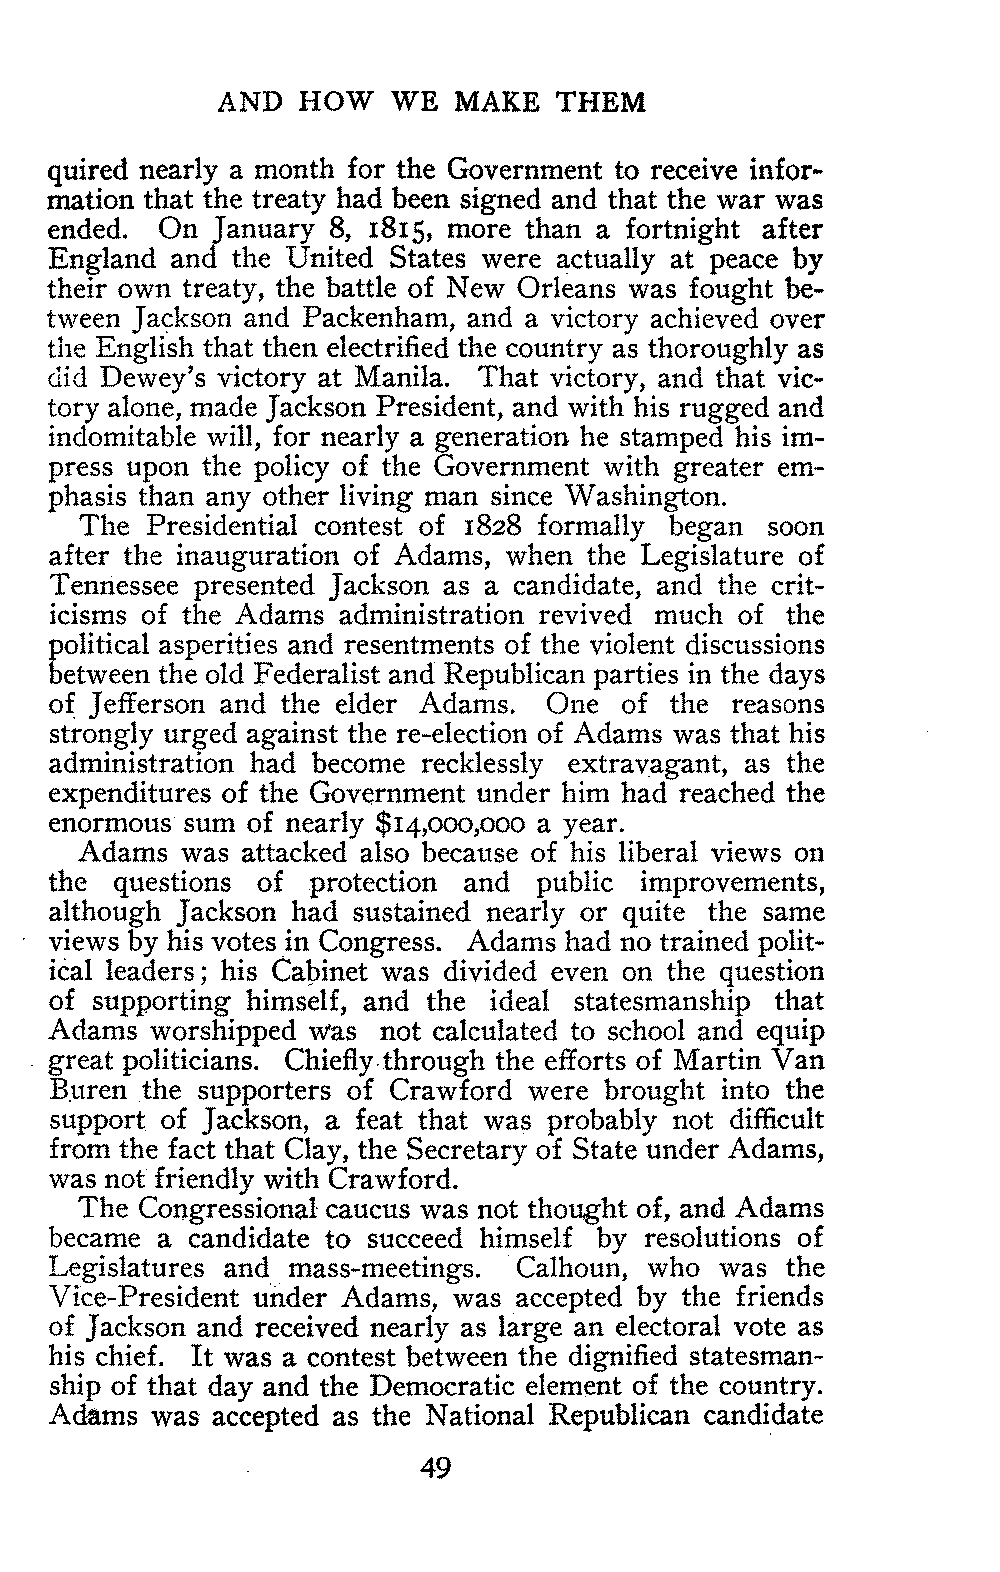 AND HOW WE MAKE THEM
quired nearly a month for the Government to receive infor-
mation that the treaty had been signed and that the war was
ended. On January 8, 1815, more than a fortnight after
England and the United States were actually at peace by
their own treaty, the battle of New Orleans was fought be-
tween Jackson and Packenham, and a victory achieved over
the English that then electrified the country as thoroughly as
did Dewey's victory at Manila. That victory, and that vic-
tory alone, made Jackson President, and with his rugged and
indomitable will, for nearly a generation he stamped his im-
press upon the policy of the Government with greater em-
phasis than any other living man since Washington.
The Presidential contest of 1828 formally began soon
after the inauguration of Adams, when the Legislature of
Tennessee presented Jackson as a candidate, and the crit-
icisms of the Adams administration revived much of the
political asperities and resentments of the violent discussions
between the old Federalist and Republican parties in the days
of Jefferson and the elder Adams. One of the reasons
strongly urged against the re-election of Adams was that his
administration had become recklessly extravagant, as the
expenditures of the Government under him had reached the
enormous sum of nearly $14,000,000 a year.
Adams was attacked also because of his liberal views on
the questions of protection and public improvements,
although Jackson had sustained nearly or quite the same
views by his votes in Congress. Adams had no trained polit-
ical leaders; his Cabinet was divided even on the question
of supporting himself, and the ideal statesmanship that
Adams worshipped was not calculated to school and equip
great politicians. Chiefly through the efforts of Martin Van
Buren the supporters of Crawford were brought into the
support of Jackson, a feat that was probably not difficult
from the fact that Clay, the Secretary of State under Adams,
was not friendly with Crawford.
The Congressional caucus was not thought of, and Adams
became a candidate to succeed himself by resolutions of
Legislatures and mass-meetings. Calhoun, who was the
Vice-President under Adams, was accepted by the friends
of Jackson and received nearly as large an electoral vote as
his chief. It was a contest between the dignified statesman-
ship of that day and the Democratic element of the country.
Adams was accepted as the National Republican candidate
49